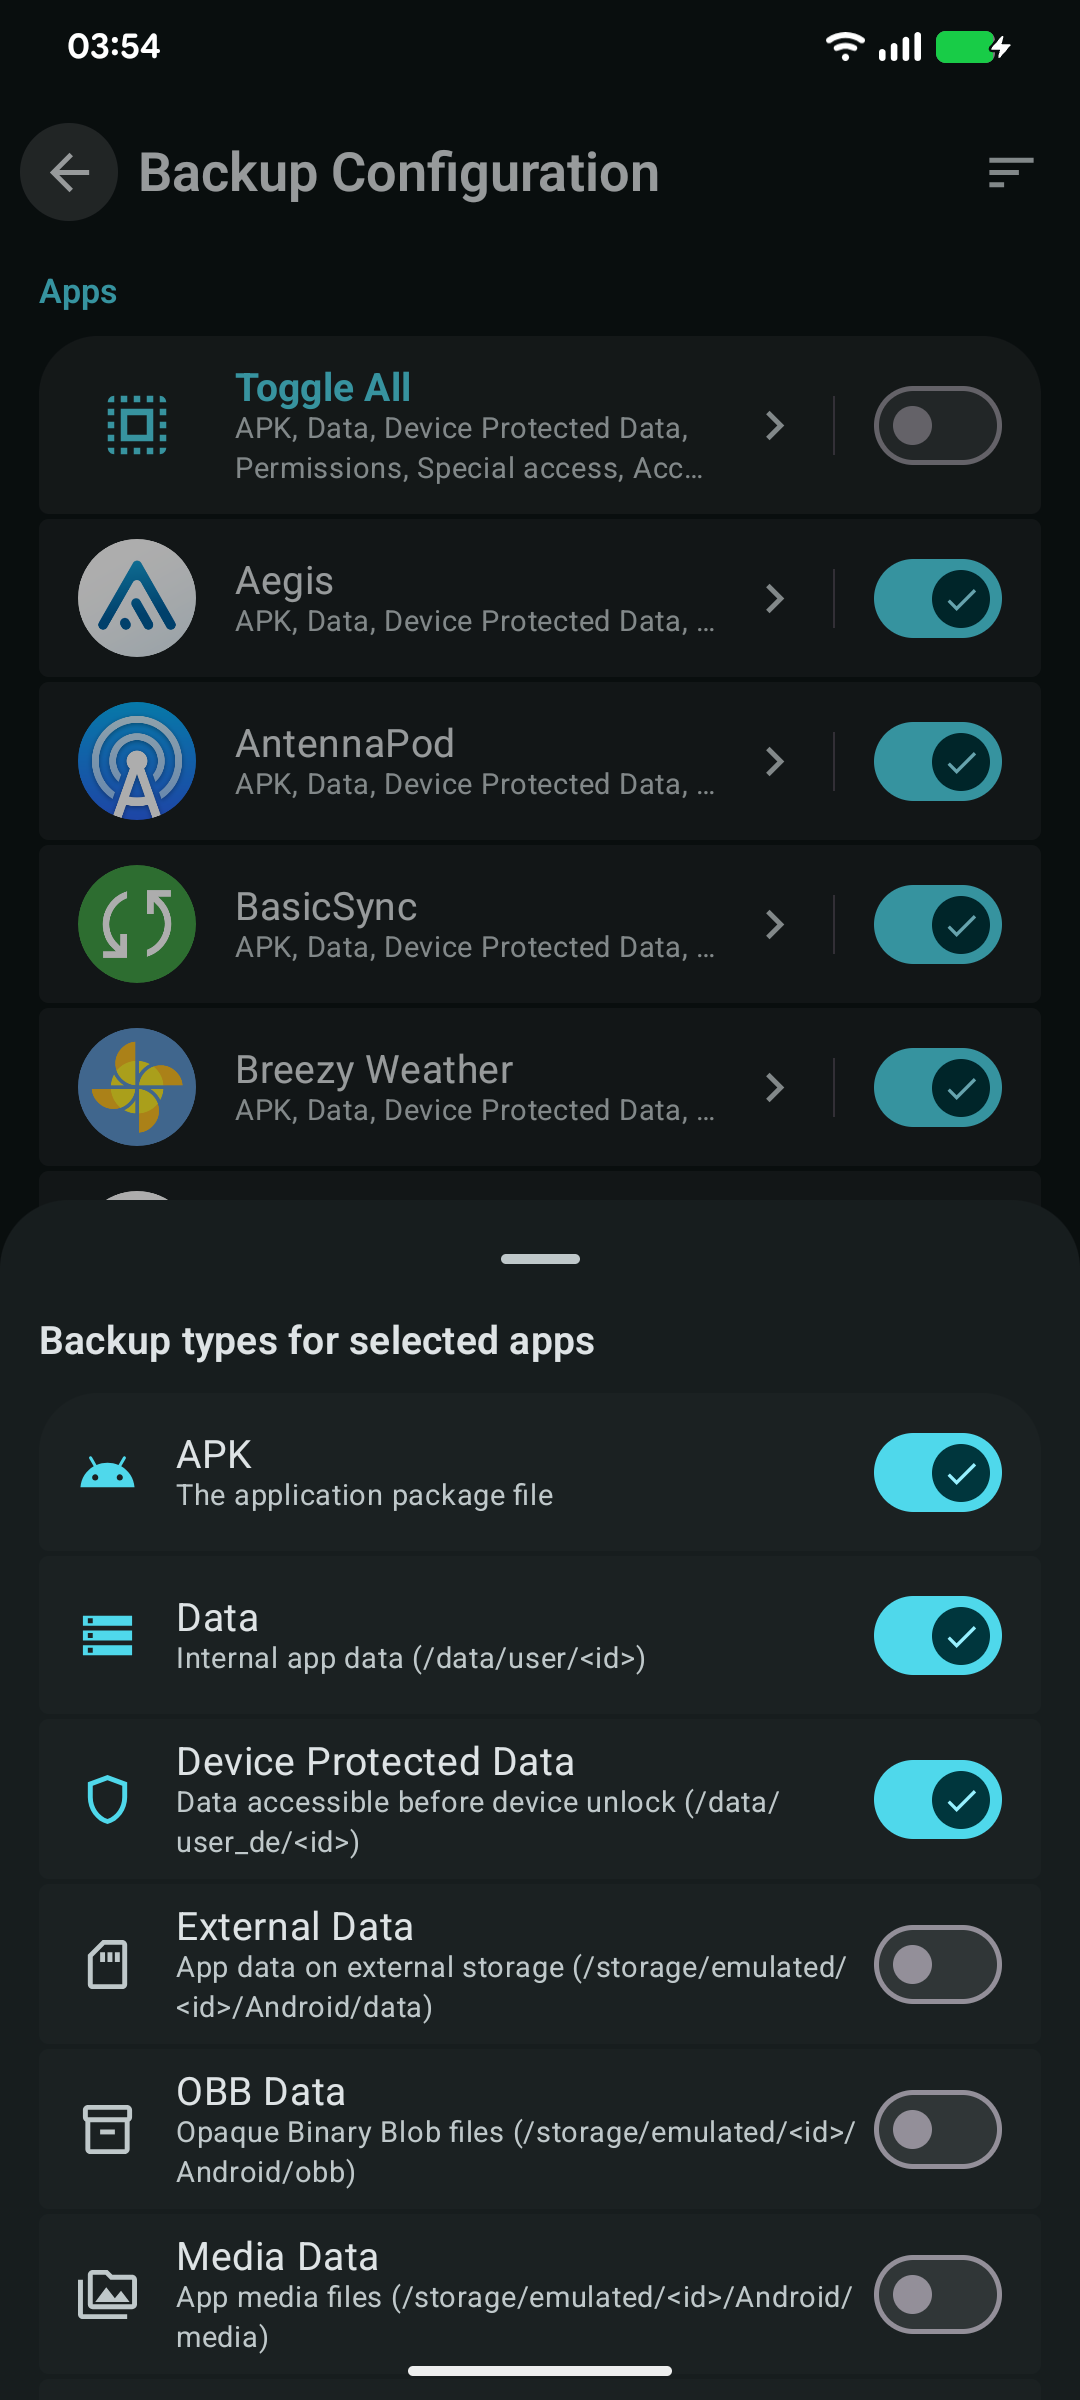 03:54
Backup Configuration
Apps
Toggle All
APK, Data, Device Protected Data,
Permissions, Special access, Acc…
Aegis
APK, Data, Device Protected Data, …
AntennaPod
APK, Data, Device Protected Data, …
BasicSync
APK, Data, Device Protected Data, …
Breezy Weather
APK, Data, Device Protected Data, …
Backup types for selected apps
APK
The application package file
Data
Internal app data (/data/user/<id>)
Device Protected Data
Data accessible before device unlock (/data/
user_de/<id>)
External Data
App data on external storage (/storage/emulated/
<id>/Android/data)
OBB Data
Opaque Binary Blob files (/storage/emulated/<id>/
Android/obb)
Media Data
App media files (/storage/emulated/<id>/Android/
media)